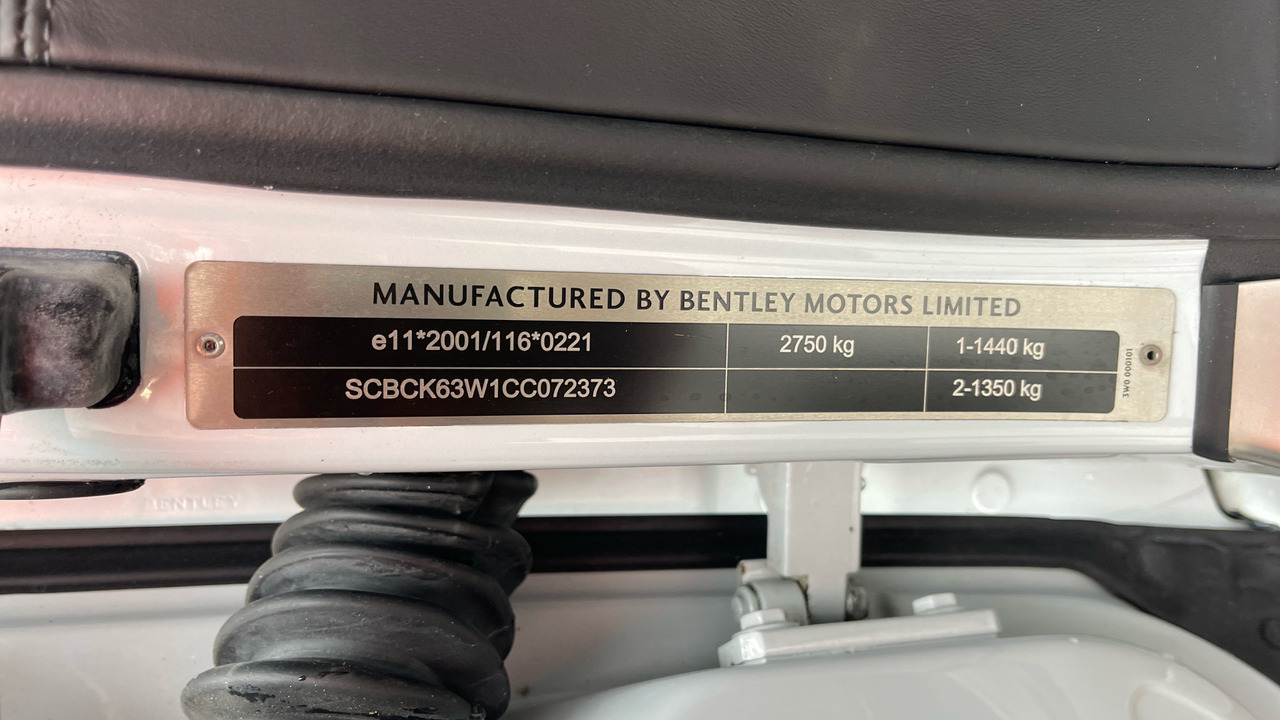 MANUFACTURED BY BENTLEY MOTORS LIMITED
e11*2001/116*0221 2750 kg 1-1440 kg
SCBCK63W1CC072373 2-1350 kg
3W0 000101
BENTLEY